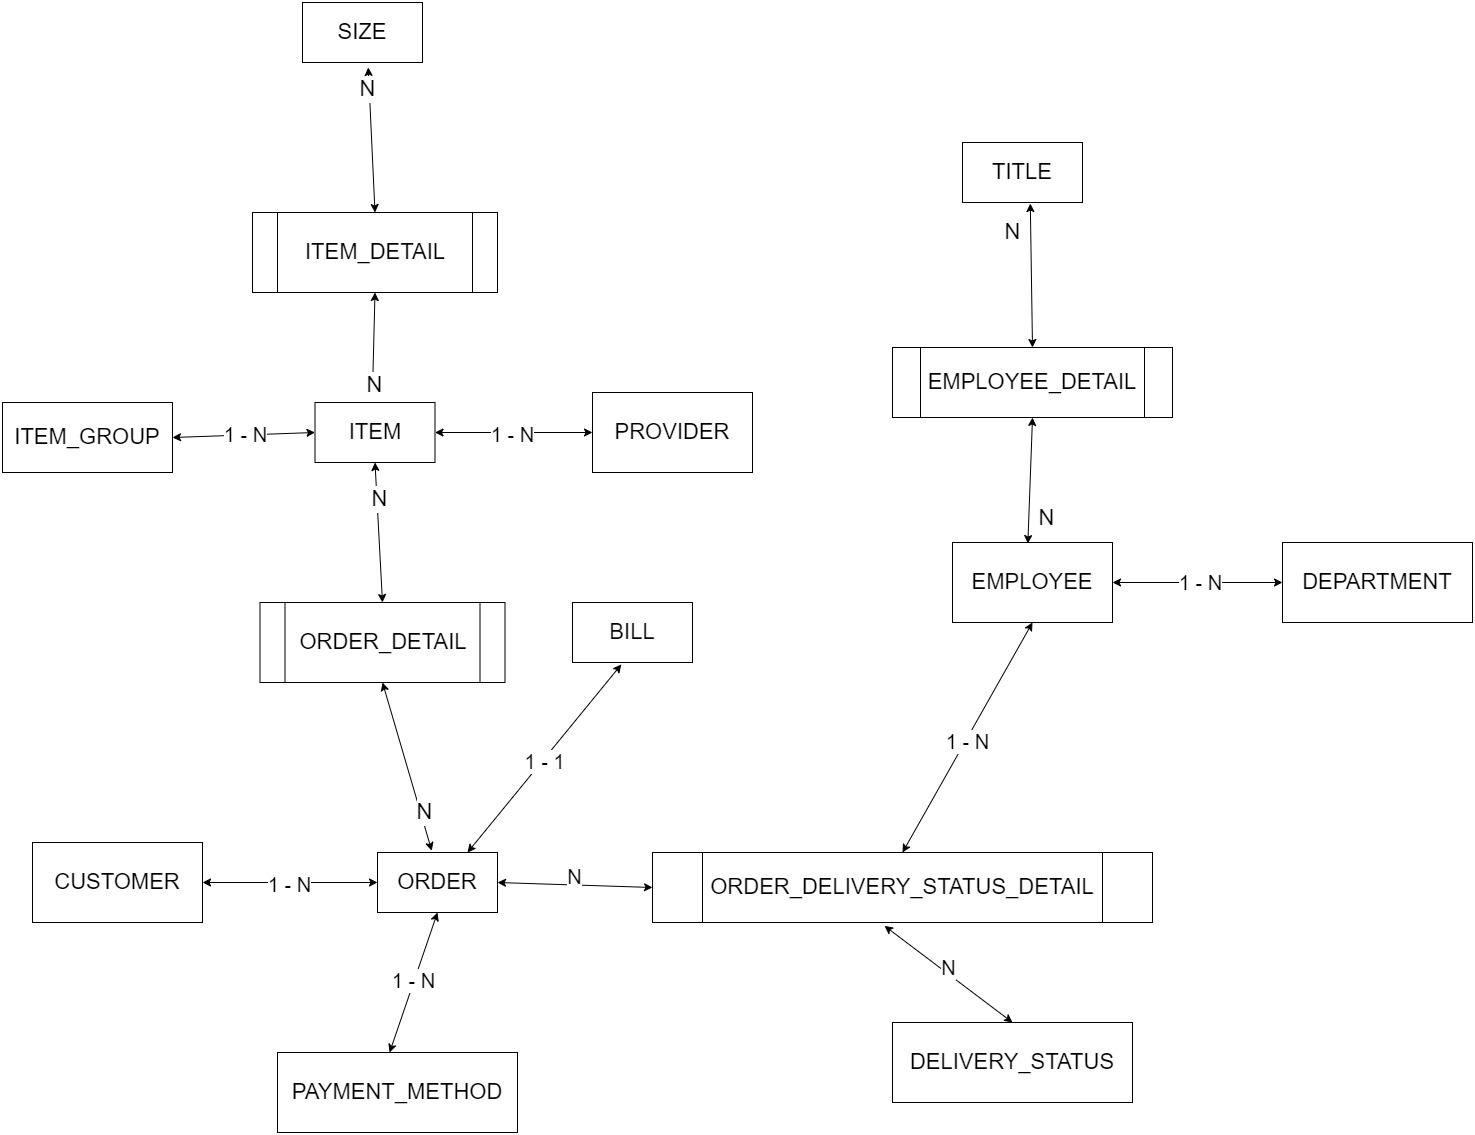 SIZE
N
TITLE
N
ITEM_DETAIL
EMPLOYEE_DETAIL
N
ITEM_GROUP
1 - N
ITEM
1 - N
PROVIDER
N
N
EMPLOYEE
1 - N
DEPARTMENT
ORDER_DETAIL
BILL
1 - N
1 - 1
N
CUSTOMER
1 - N
ORDER
N
ORDER_DELIVERY_STATUS_DETAIL
1 - N
N
DELIVERY_STATUS
PAYMENT_METHOD